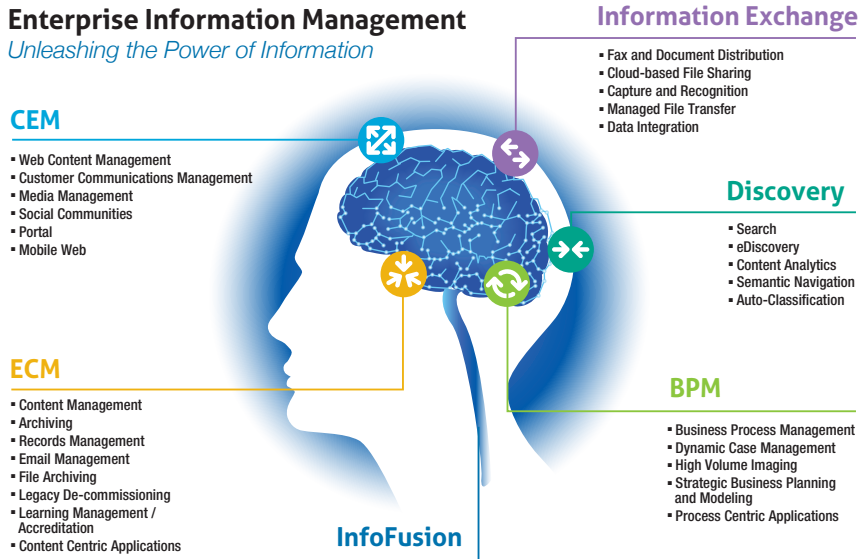 Enterprise Information Management
Unleashing the Power of Information
CEM
▪ Web Content Management
▪ Customer Communications Management
▪ Media Management
▪ Social Communities
▪ Portal
▪ Mobile Web
ECM
▪ Content Management
▪ Archiving
▪ Records Management
▪ Email Management
▪ File Archiving
▪ Legacy De-commissioning
▪ Learning Management /
Accreditation
▪ Content Centric Applications
Information Exchange
▪ Fax and Document Distribution
▪ Cloud-based File Sharing
▪ Capture and Recognition
▪ Managed File Transfer
▪ Data Integration
Discovery
▪ Search
▪ eDiscovery
▪ Content Analytics
▪ Semantic Navigation
▪ Auto-Classification
BPM
▪ Business Process Management
▪ Dynamic Case Management
▪ High Volume Imaging
▪ Strategic Business Planning
and Modeling
▪ Process Centric Applications
InfoFusion